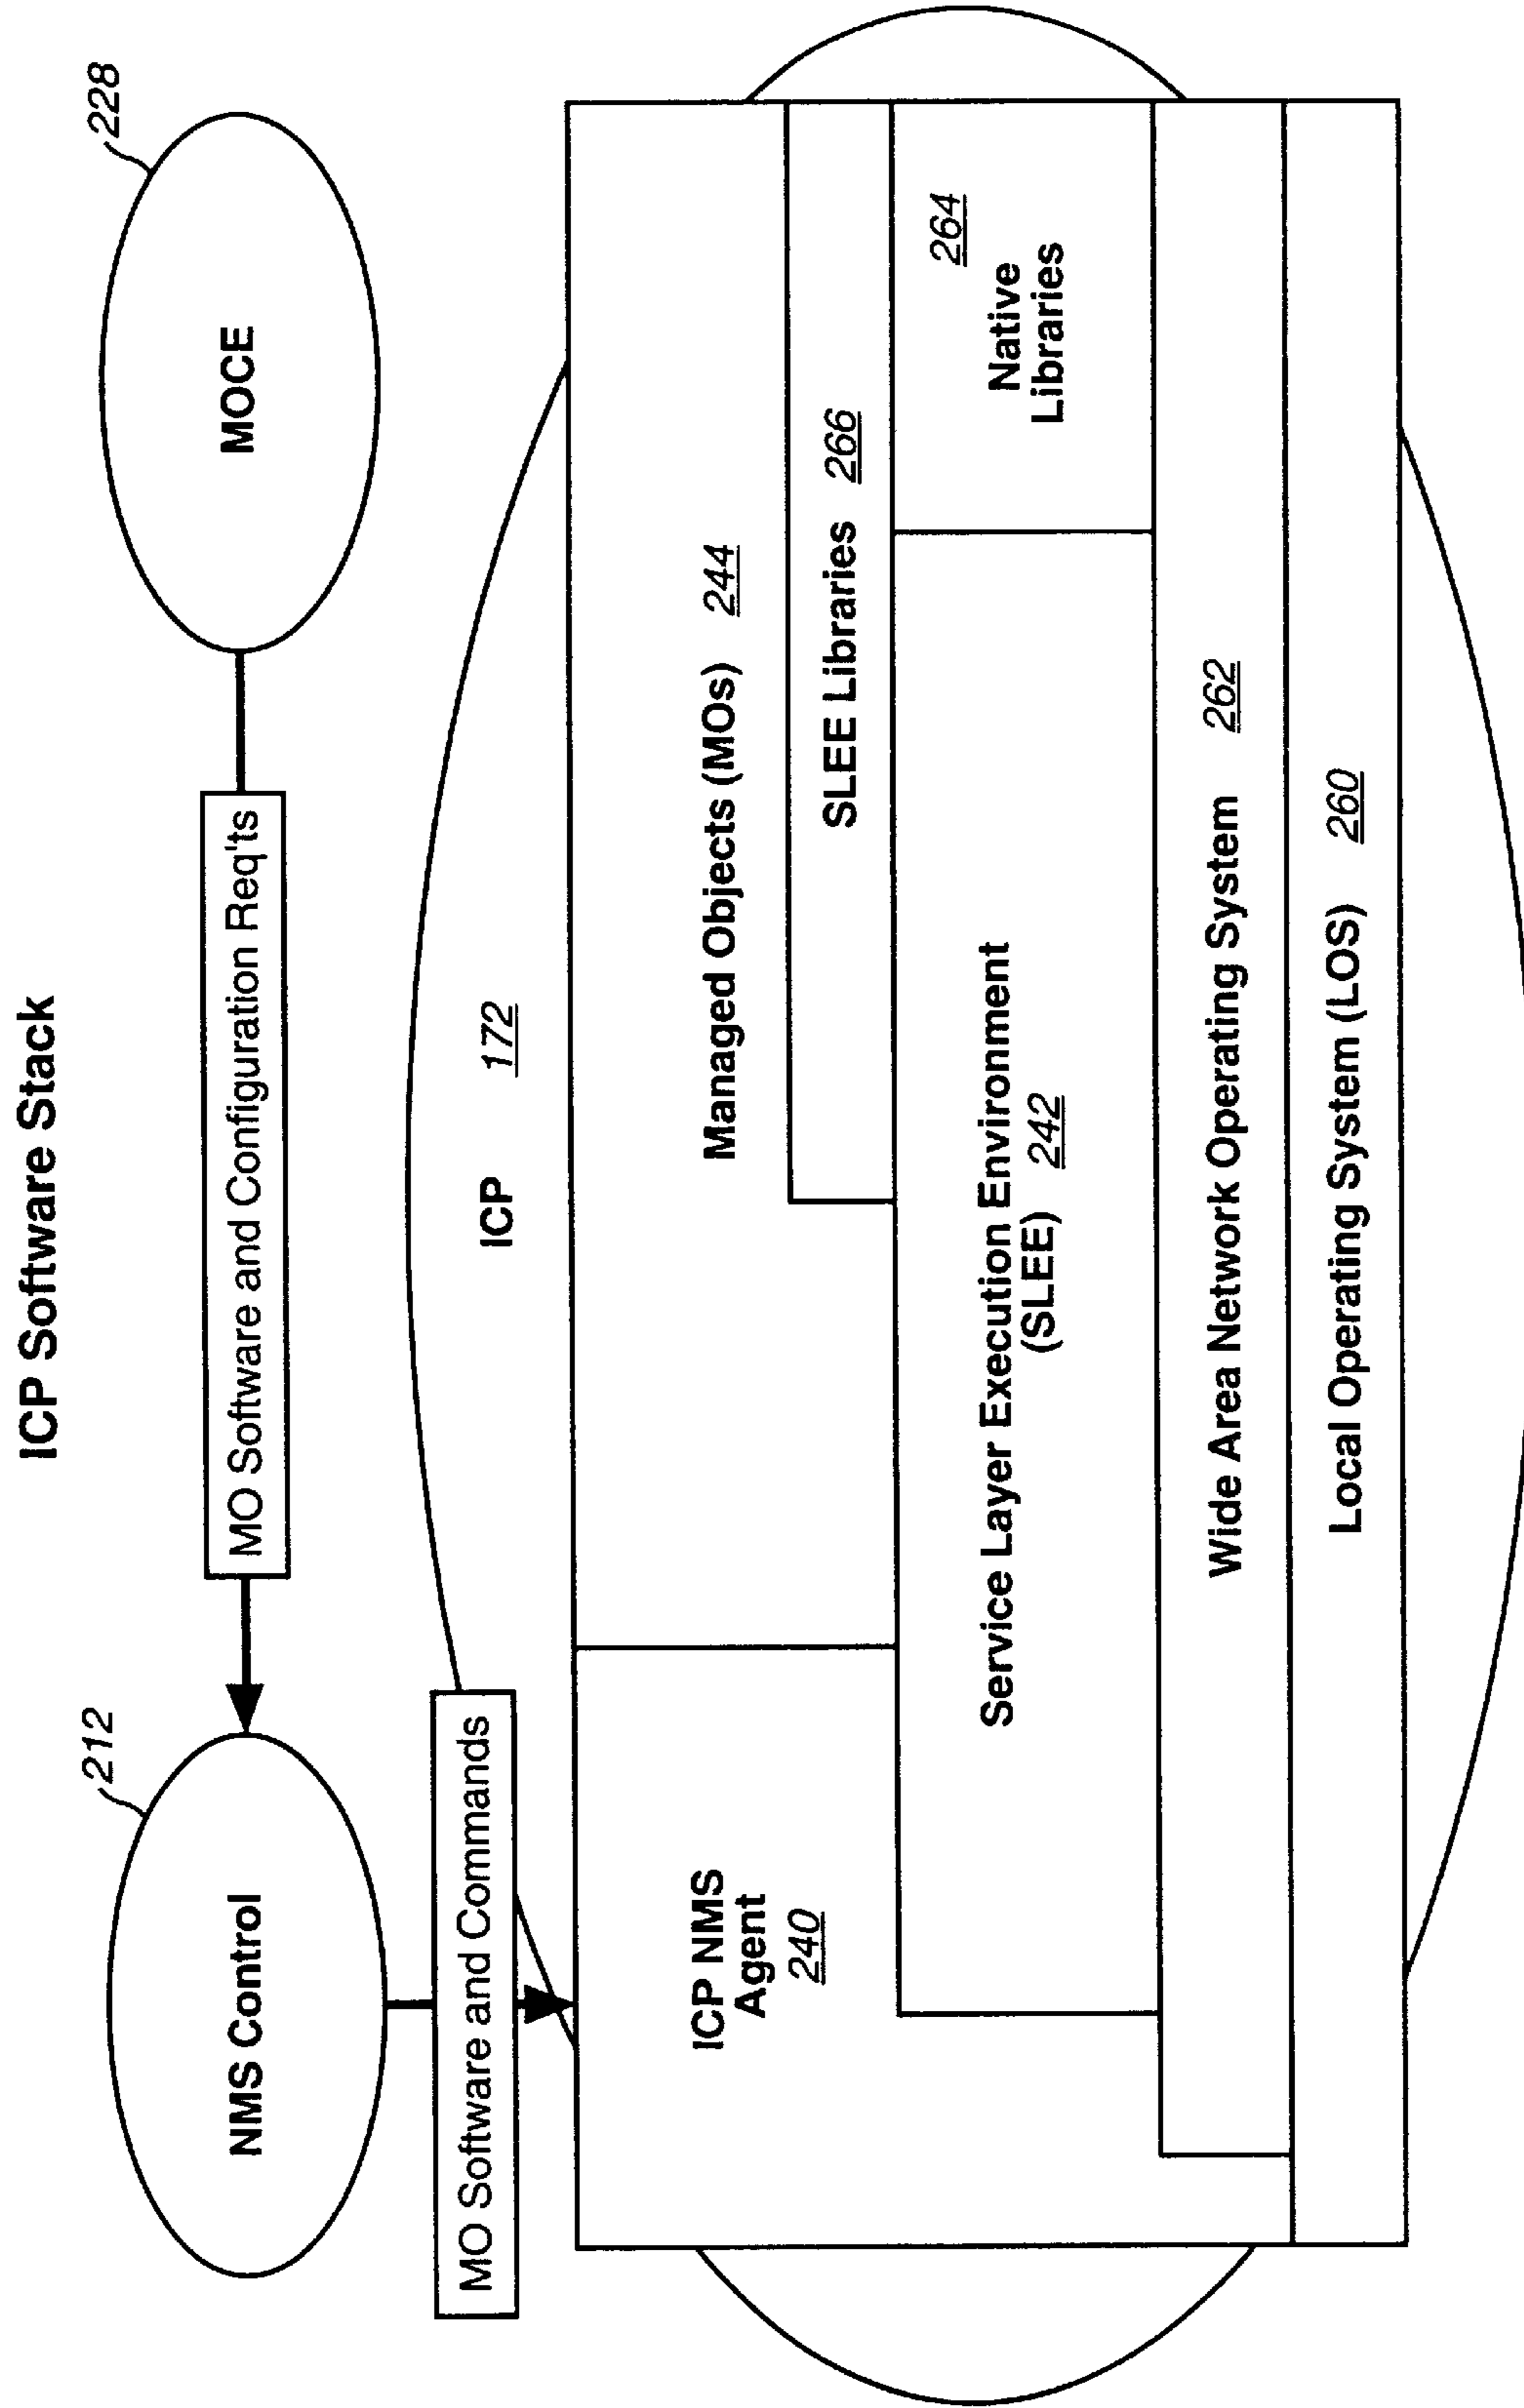 ICP Software Stack
212
228
NMS Control
MO Software and Configuration Req'ts
MOCE
MO Software and Commands
ICP 172
ICP NMS
Agent
240
Managed Objects (MOs) 244
SLEE Libraries 266
Service Layer Execution Environment
(SLEE) 242
Native
Libraries
264
Wide Area Network Operating System 262
Local Operating System (LOS) 260